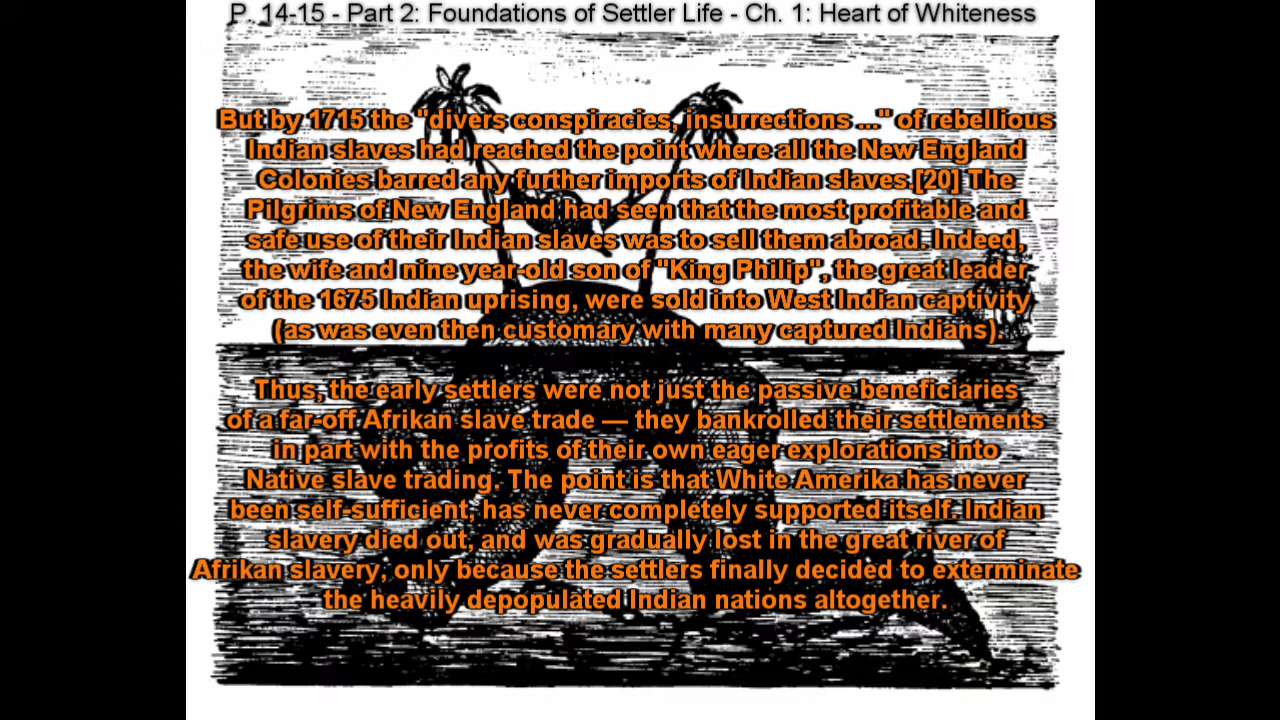 P. 14-15 - Part 2: Foundations of Settler Life - Ch. 1: Heart of Whiteness
But by 1715 the "divers conspiracies, insurrections ..." of rebellious
Indian slaves had reached the point where all the New England
Colonies barred any further imports of Indian slaves.[20] The
Pilgrims of New England had seen that the most profitable and
safe use of their Indian slaves was to sell them abroad. Indeed,
the wife and nine year-old son of "King Philip", the great leader
of the 1675 Indian uprising, were sold into West Indian captivity
(as was even then customary with many captured Indians).
Thus, the early settlers were not just the passive beneficiaries
of a far-off Afrikan slave trade — they bankrolled their settlements
in part with the profits of their own eager explorations into
Native slave trading. The point is that White Amerika has never
been self-sufficient, has never completely supported itself. Indian
slavery died out, and was gradually lost in the great river of
Afrikan slavery, only because the settlers finally decided to exterminate
the heavily depopulated Indian nations altogether.